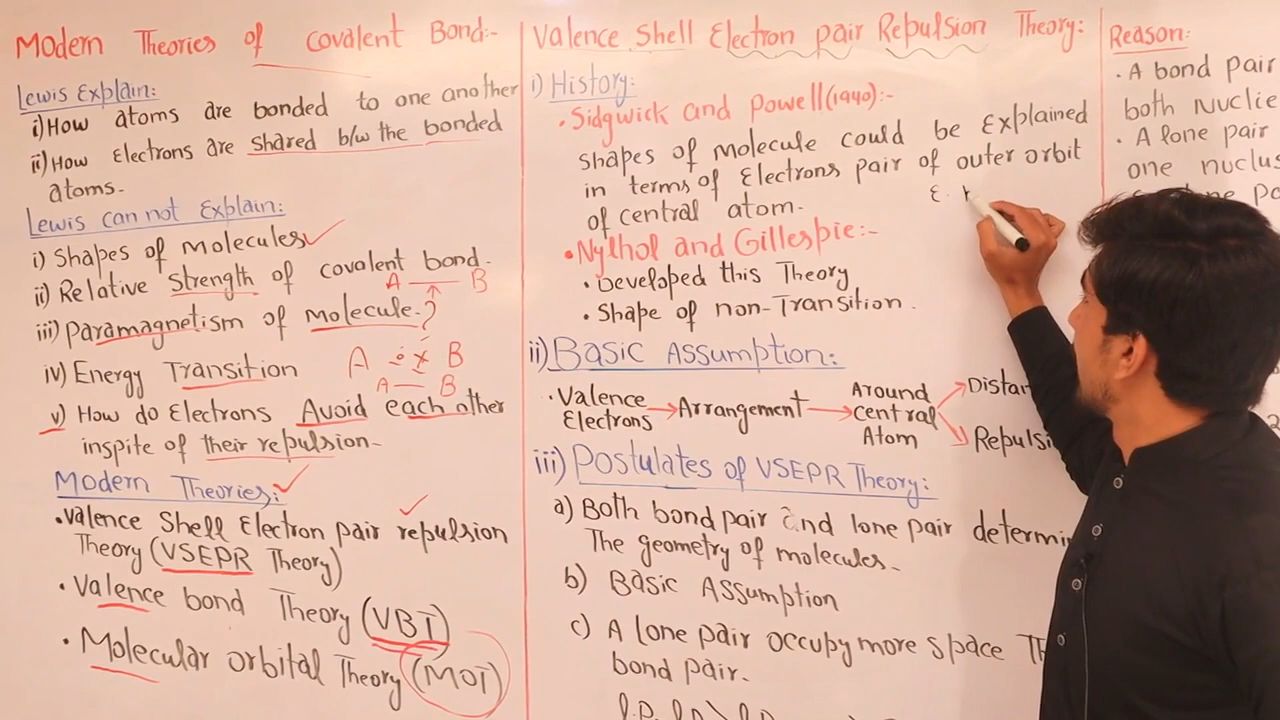 Modern Theories of Covalent Bond:-
Lewis Explain:
i) How atoms are bonded to one another
ii) How Electrons are shared b/w the bonded
atoms.
Lewis can not Explain:
i) Shapes of Molecules
ii) Relative Strength of covalent bond.
A — B
iii) Paramagnetism of molecule.?
iv) Energy Transition
A B
A — B
v) How do Electrons Avoid each other
inspite of their repulsion-
Modern Theories:
• Valence Shell Electron pair repulsion
Theory (VSEPR Theory)
• Valence bond Theory (VBT)
• Molecular orbital Theory (MOT)
Valence Shell Electron pair Repulsion Theory:
i) History:
• Sidgwick and Powell (1940):-
Shapes of molecule could be Explained
in terms of Electrons pair of outer orbit
of central atom-
E.
• Nylhol and Gillespie:-
• Developed this Theory
• Shape of non-Transition.
ii) Basic Assumption:
• Valence Electrons → Arrangement → Around central Atom
iii) Postulates of VSEPR Theory:
a) Both bond pair and lone pair
The geometry of molecules.
b) Basic Assumption
c) A lone pair occupy more space
bond pair.
Reason:
• A bond pair
both Nuclie
• A lone pair
one